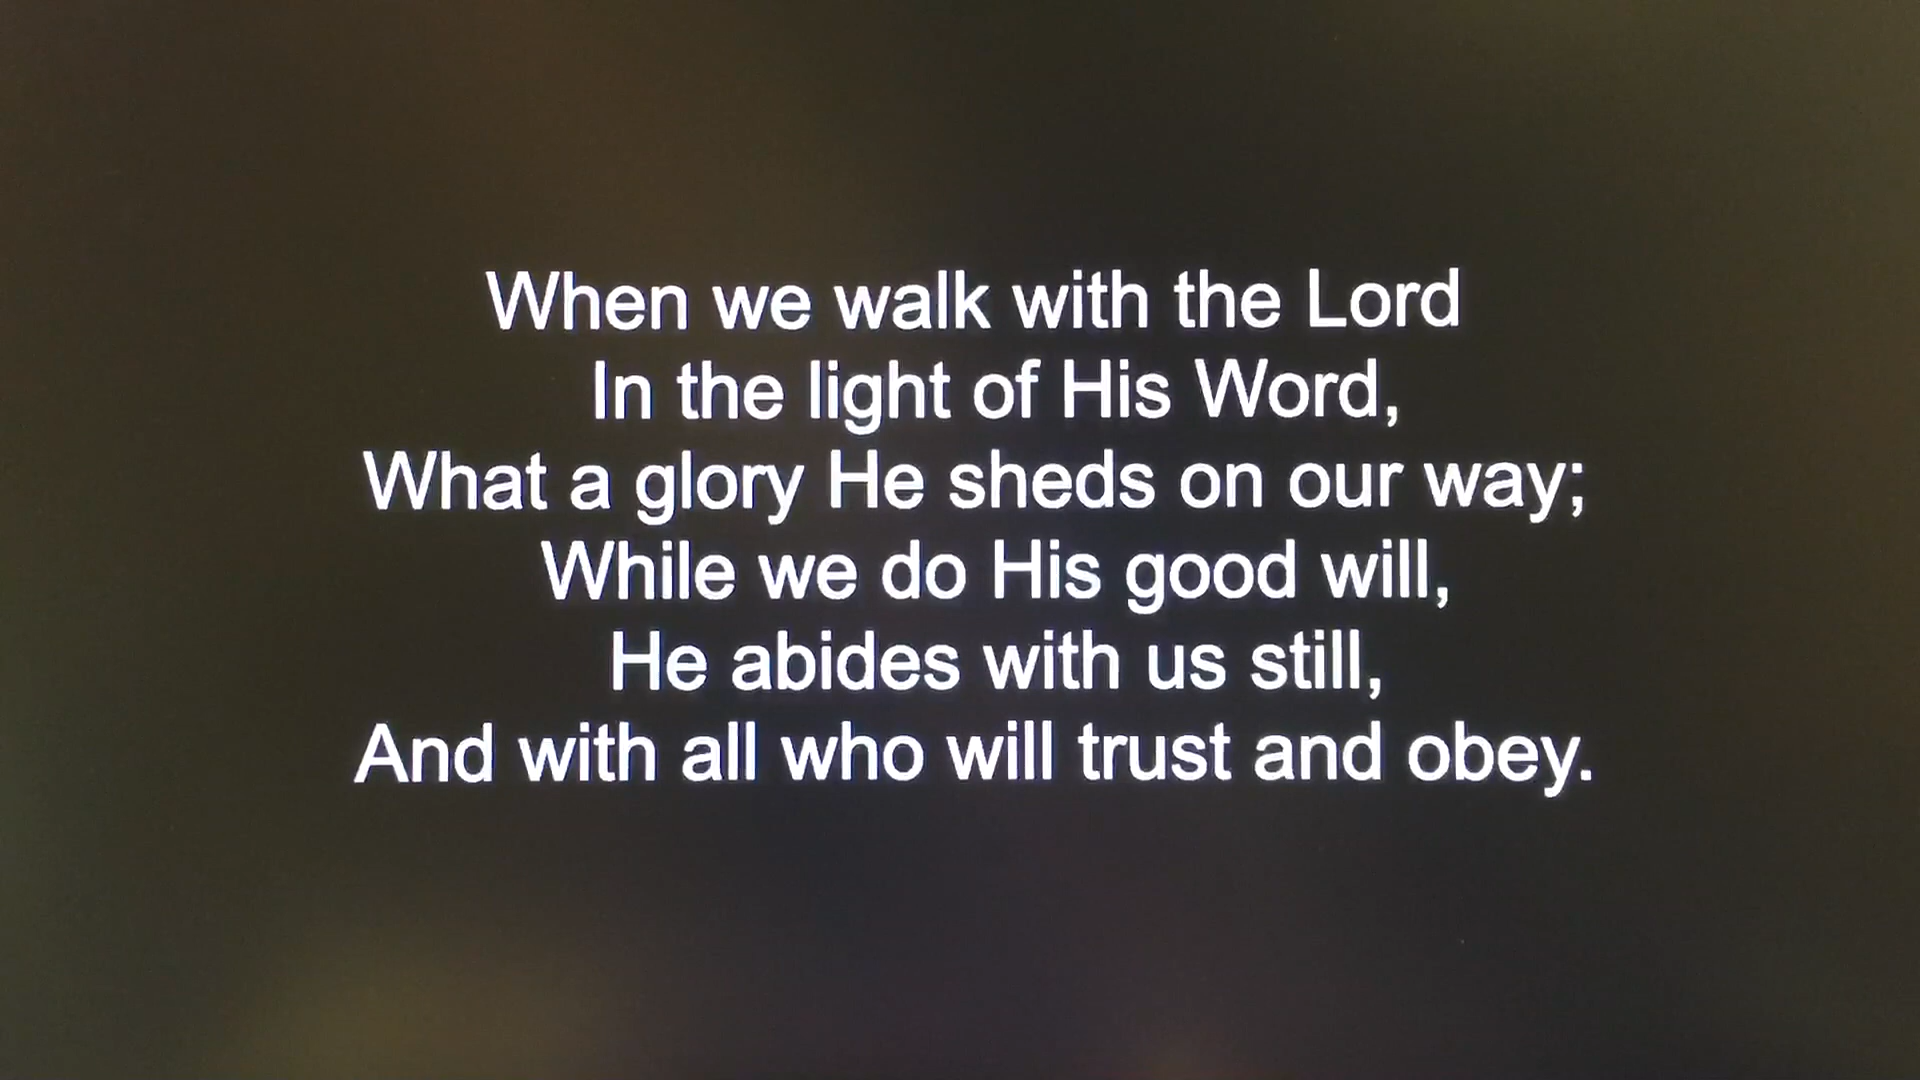 When we walk with the Lord
In the light of His Word,
What a glory He sheds on our way;
While we do His good will,
He abides with us still,
And with all who will trust and obey.